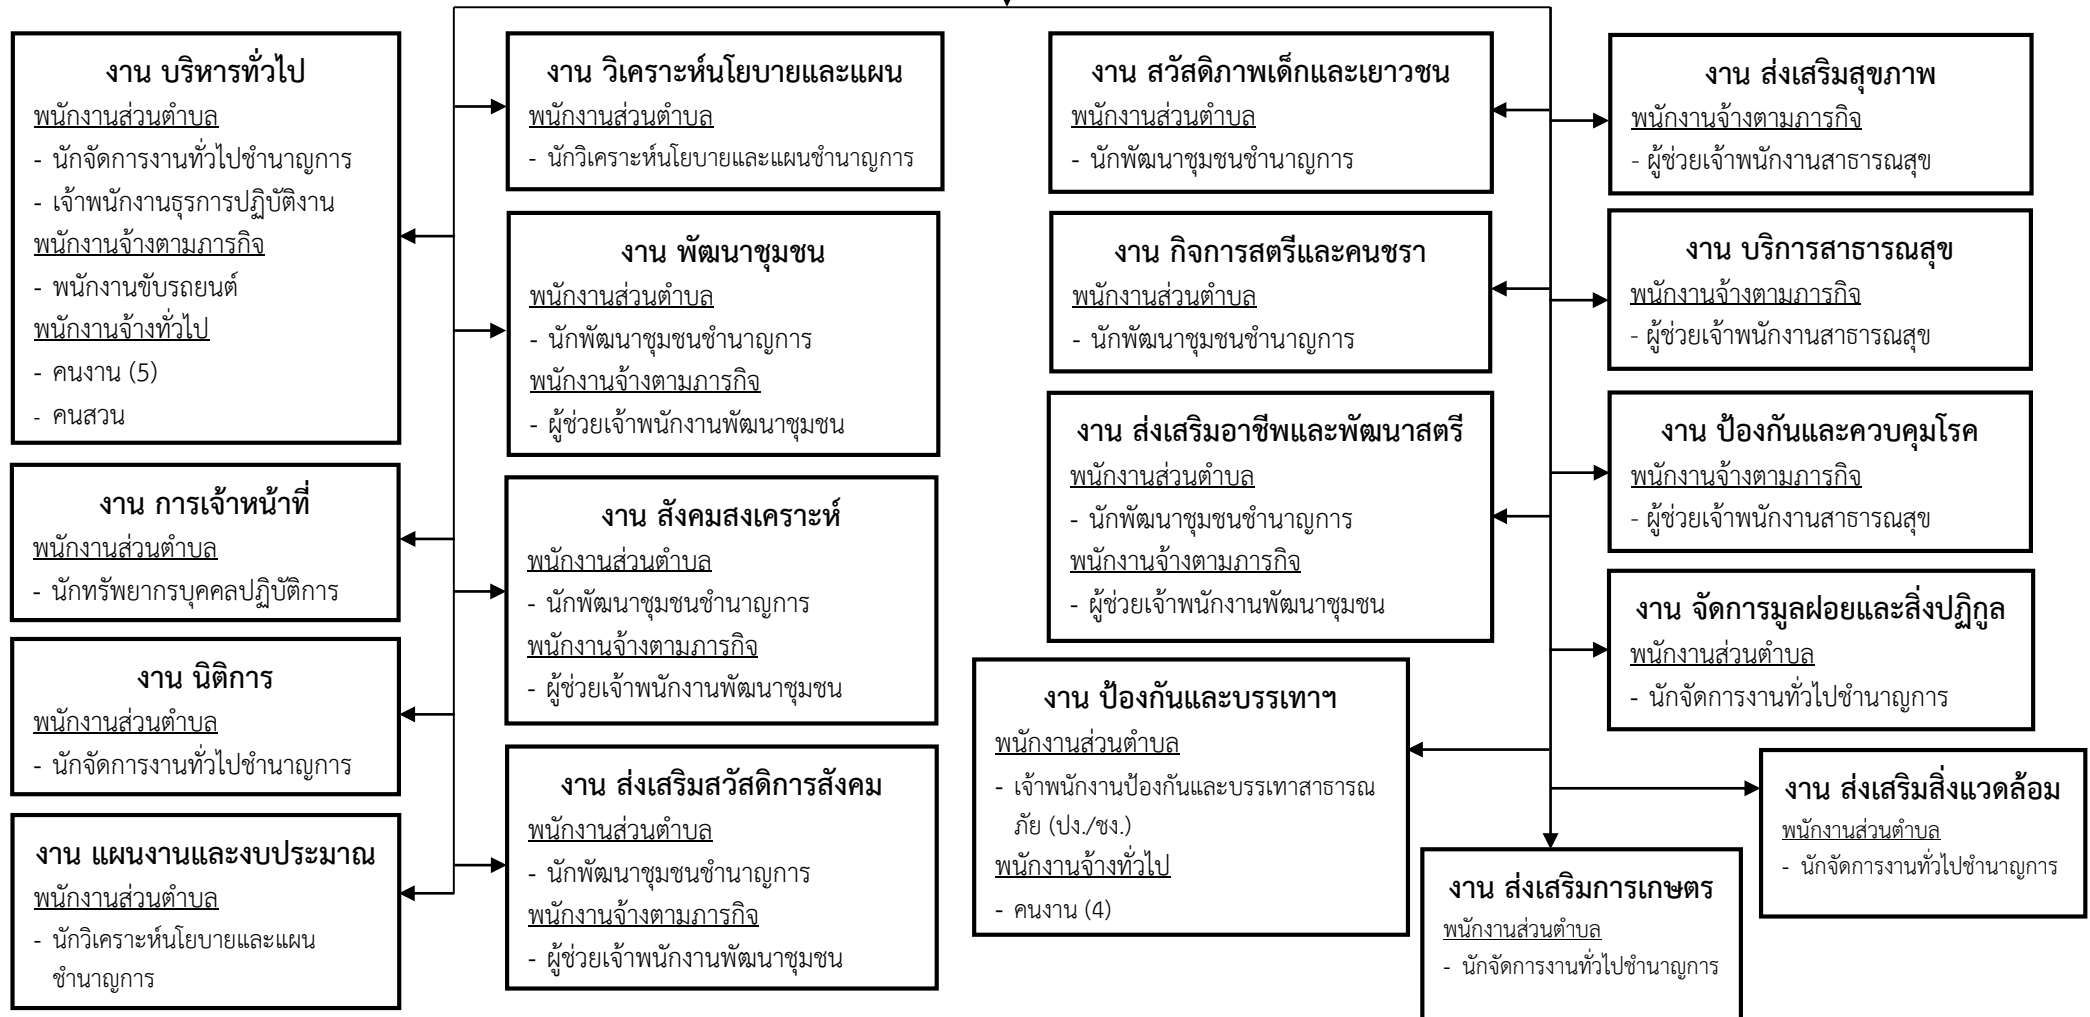 งาน บริหารทั่วไป
พนักงานส่วนตำบล
- นักจัดการงานทั่วไปชำนาญการ
- เจ้าพนักงานธุรการปฏิบัติงาน
พนักงานจ้างตามภารกิจ
- พนักงานขับรถยนต์
พนักงานจ้างทั่วไป
- คนงาน (5)
- คนสวน
งาน การเจ้าหน้าที่
พนักงานส่วนตำบล
- นักทรัพยากรบุคคลปฏิบัติการ
งาน นิติการ
พนักงานส่วนตำบล
- นักจัดการงานทั่วไปชำนาญการ
งาน แผนงานและงบประมาณ
พนักงานส่วนตำบล
- นักวิเคราะห์นโยบายและแผน
ชำนาญการ
งาน วิเคราะห์นโยบายและแผน
พนักงานส่วนตำบล
- นักวิเคราะห์นโยบายและแผนชำนาญการ
งาน พัฒนาชุมชน
พนักงานส่วนตำบล
- นักพัฒนาชุมชนชำนาญการ
พนักงานจ้างตามภารกิจ
- ผู้ช่วยเจ้าพนักงานพัฒนาชุมชน
งาน สังคมสงเคราะห์
พนักงานส่วนตำบล
- นักพัฒนาชุมชนชำนาญการ
พนักงานจ้างตามภารกิจ
- ผู้ช่วยเจ้าพนักงานพัฒนาชุมชน
งาน ส่งเสริมสวัสดิการสังคม
พนักงานส่วนตำบล
- นักพัฒนาชุมชนชำนาญการ
พนักงานจ้างตามภารกิจ
- ผู้ช่วยเจ้าพนักงานพัฒนาชุมชน
งาน สวัสดิภาพเด็กและเยาวชน
พนักงานส่วนตำบล
- นักพัฒนาชุมชนชำนาญการ
งาน กิจการสตรีและคนชรา
พนักงานส่วนตำบล
- นักพัฒนาชุมชนชำนาญการ
งาน ส่งเสริมอาชีพและพัฒนาสตรี
พนักงานส่วนตำบล
- นักพัฒนาชุมชนชำนาญการ
พนักงานจ้างตามภารกิจ
- ผู้ช่วยเจ้าพนักงานพัฒนาชุมชน
งาน ป้องกันและบรรเทาฯ
พนักงานส่วนตำบล
- เจ้าพนักงานป้องกันและบรรเทาสาธารณ
ภัย (ปง./ชง.)
พนักงานจ้างทั่วไป
- คนงาน (4)
งาน ส่งเสริมสุขภาพ
พนักงานจ้างตามภารกิจ
- ผู้ช่วยเจ้าพนักงานสาธารณสุข
งาน บริการสาธารณสุข
พนักงานจ้างตามภารกิจ
- ผู้ช่วยเจ้าพนักงานสาธารณสุข
งาน ป้องกันและควบคุมโรค
พนักงานจ้างตามภารกิจ
- ผู้ช่วยเจ้าพนักงานสาธารณสุข
งาน จัดการมูลฝอยและสิ่งปฏิกูล
พนักงานส่วนตำบล
- นักจัดการงานทั่วไปชำนาญการ
งาน ส่งเสริมสิ่งแวดล้อม
พนักงานส่วนตำบล
- นักจัดการงานทั่วไปชำนาญการ
งาน ส่งเสริมการเกษตร
พนักงานส่วนตำบล
- นักจัดการงานทั่วไปชำนาญการ